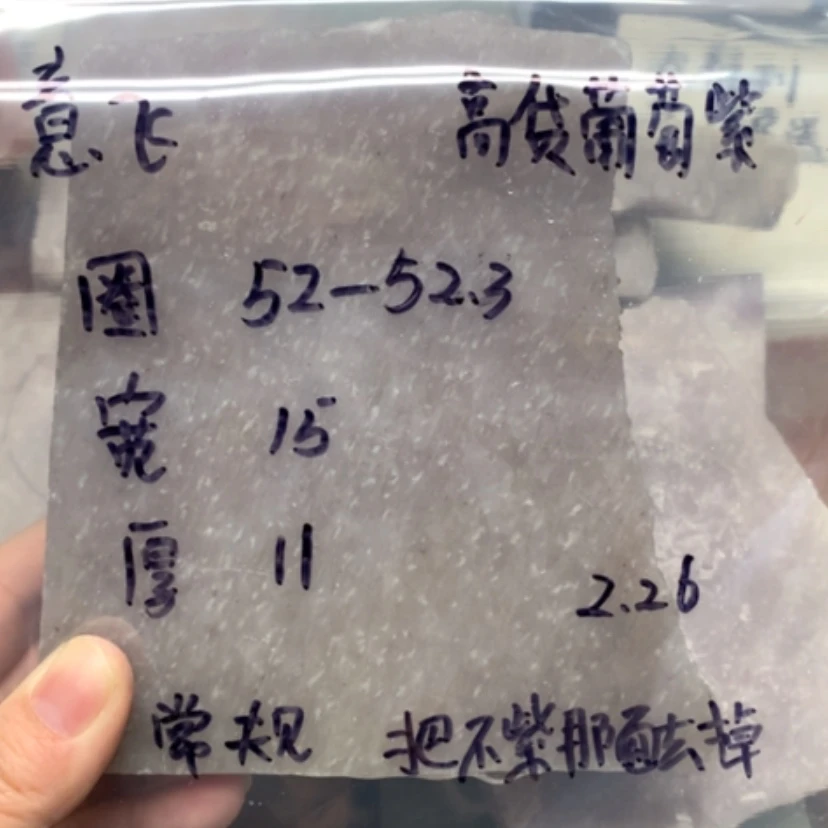 意飞 高货葡萄紫
圈 52-52.3
宽 15
厚 11
2.26
常规 把不紫那面去掉